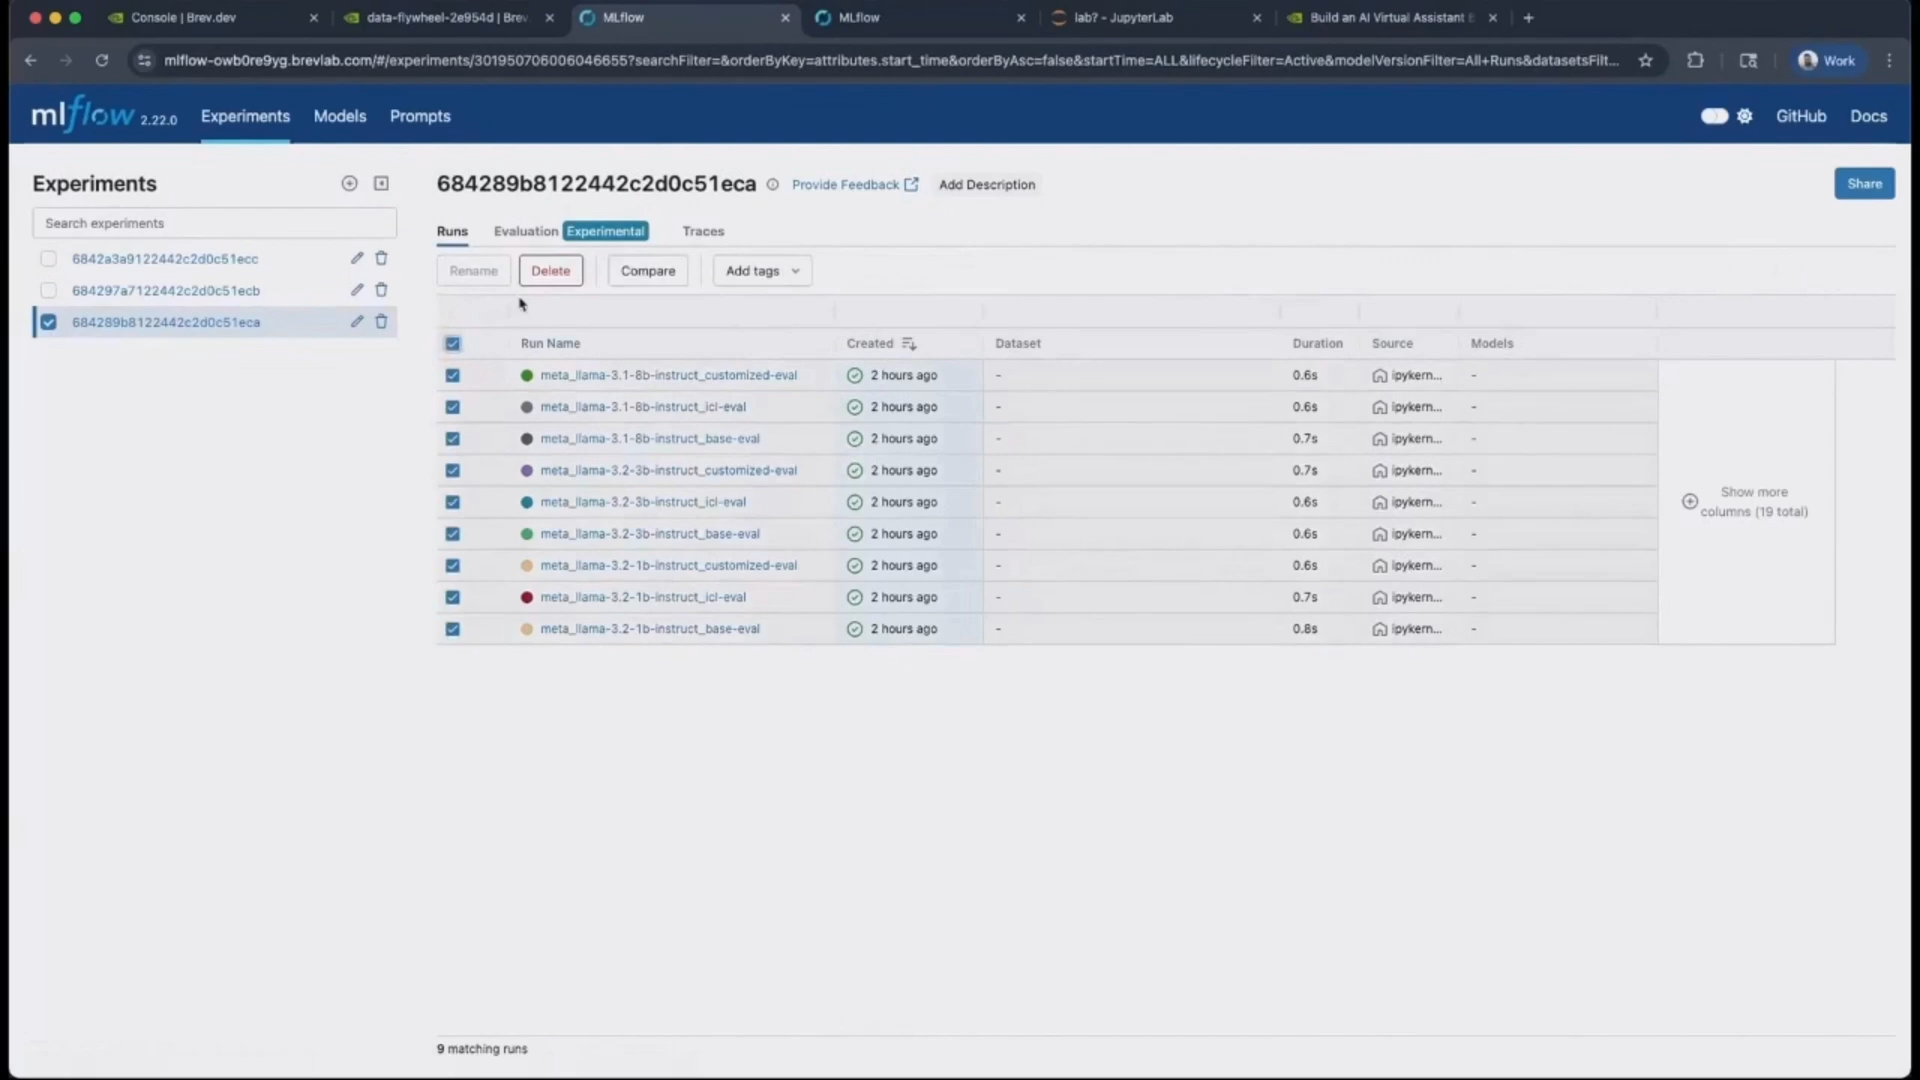 Console | Brev.dev
data-flywheel-2e954d | Brev
MLflow
MLflow
lab? - JupyterLab
Build an AI Virtual Assistant
mlflow-owb0re9yg.brevlab.com/#/experiments/301950706006046655?searchFilter=&orderByKey=attributes.start_time&orderByAsc=false&startTime=ALL&lifecycleFilter=Active&modelVersionFilter=All+Runs&datasetsFilt...
Work
mlflow 2.22.0
Experiments
Models
Prompts
GitHub
Docs
Experiments
Search experiments
6842a3a9122442c2d0c51ecc
684297a7122442c2d0c51ecb
684289b8122442c2d0c51eca
684289b8122442c2d0c51eca
Provide Feedback
Add Description
Share
Runs
Evaluation
Experimental
Traces
Rename
Delete
Compare
Add tags
Run Name Created Dataset Duration Source Models
meta_llama-3.1-8b-instruct_customized-eval 2 hours ago - 0.6s ipykern... -
meta_llama-3.1-8b-instruct_icl-eval 2 hours ago - 0.6s ipykern... -
meta_llama-3.1-8b-instruct_base-eval 2 hours ago - 0.7s ipykern... -
meta_llama-3.2-3b-instruct_customized-eval 2 hours ago - 0.7s ipykern... -
meta_llama-3.2-3b-instruct_icl-eval 2 hours ago - 0.6s ipykern... -
meta_llama-3.2-3b-instruct_base-eval 2 hours ago - 0.6s ipykern... -
meta_llama-3.2-1b-instruct_customized-eval 2 hours ago - 0.6s ipykern... -
meta_llama-3.2-1b-instruct_icl-eval 2 hours ago - 0.7s ipykern... -
meta_llama-3.2-1b-instruct_base-eval 2 hours ago - 0.8s ipykern... -
Show more
columns (19 total)
9 matching runs